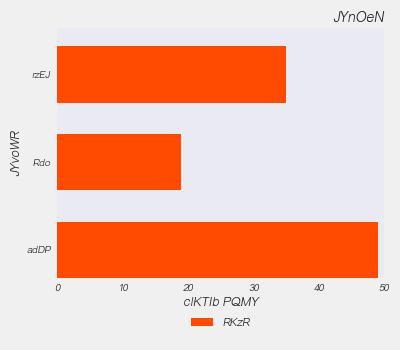 JYnOeN
JYvoWR
rzEJ
Rdo
adDP
0 10 20 30 40 50
clKTIb PQMY
RKzR